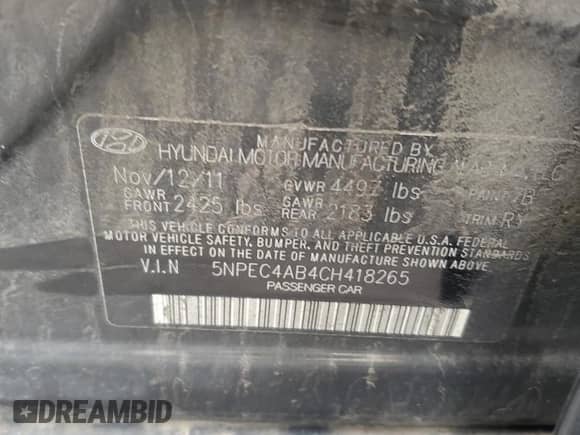 MANUFACTURED BY
HYUNDAI MOTOR MANUFACTURING
Nov/12/11 GVWR 4497 lbs
GAWR FRONT 2425 lbs GAWR REAR 2183 lbs TRIM: RY
THIS VEHICLE CONFORMS TO ALL APPLICABLE U.S.A. FEDERAL
MOTOR VEHICLE SAFETY, BUMPER, AND THEFT PREVENTION STANDARDS
IN EFFECT ON THE DATE OF MANUFACTURE SHOWN ABOVE.
V.I.N 5NPEC4AB4CH418265
PASSENGER CAR
DREAMBID